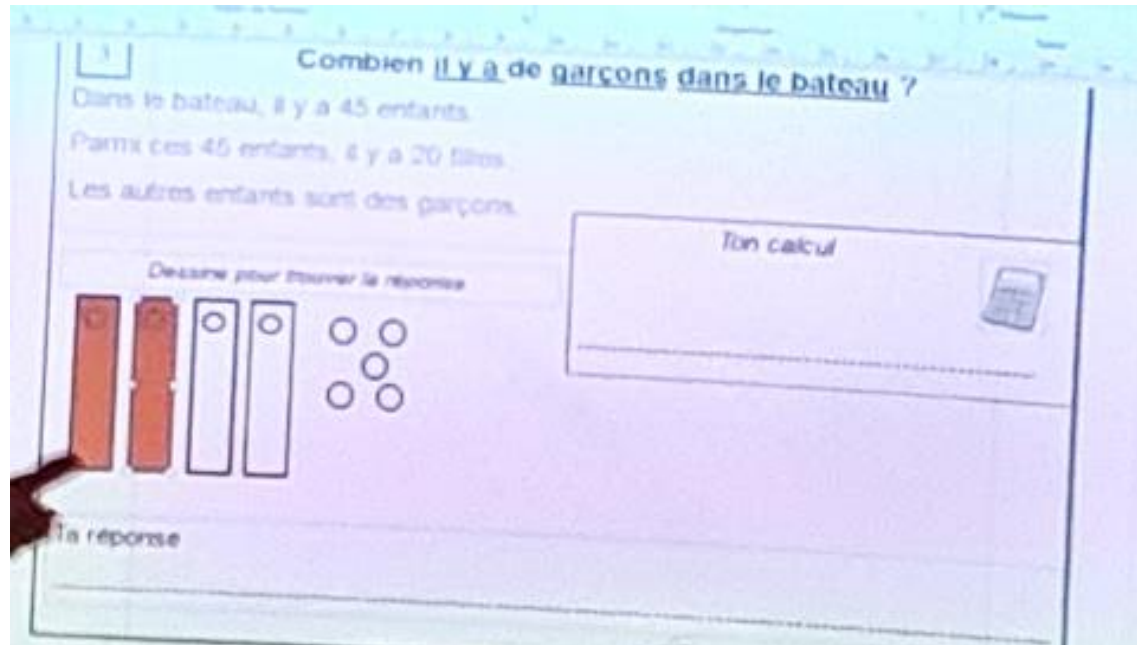 Combien il y a de garçons dans le bateau ?
Dans le bateau, il y a 45 enfants.
Parmi ces 45 enfants, il y a 20 filles.
Les autres enfants sont des garçons.
Dessine pour trouver la réponse
Ton calcul
Ta réponse